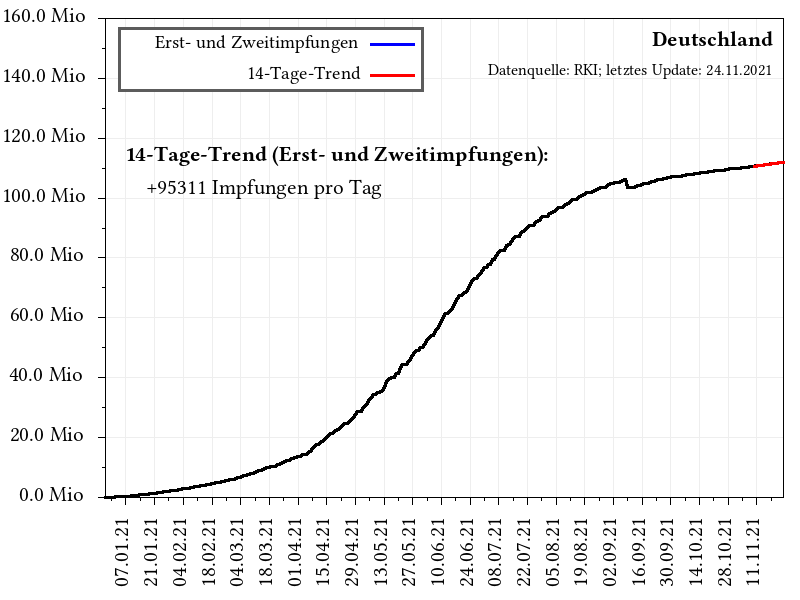 160.0 Mio
140.0 Mio
120.0 Mio
100.0 Mio
80.0 Mio
60.0 Mio
40.0 Mio
20.0 Mio
0.0 Mio
Erst- und Zweitimpfungen
14-Tage-Trend
Deutschland
Datenquelle: RKI; letztes Update: 24.11.2021
14-Tage-Trend (Erst- und Zweitimpfungen):
+95311 Impfungen pro Tag
07.01.21
21.01.21
04.02.21
18.02.21
04.03.21
18.03.21
01.04.21
15.04.21
29.04.21
13.05.21
27.05.21
10.06.21
24.06.21
08.07.21
22.07.21
05.08.21
19.08.21
02.09.21
16.09.21
30.09.21
14.10.21
28.10.21
11.11.21